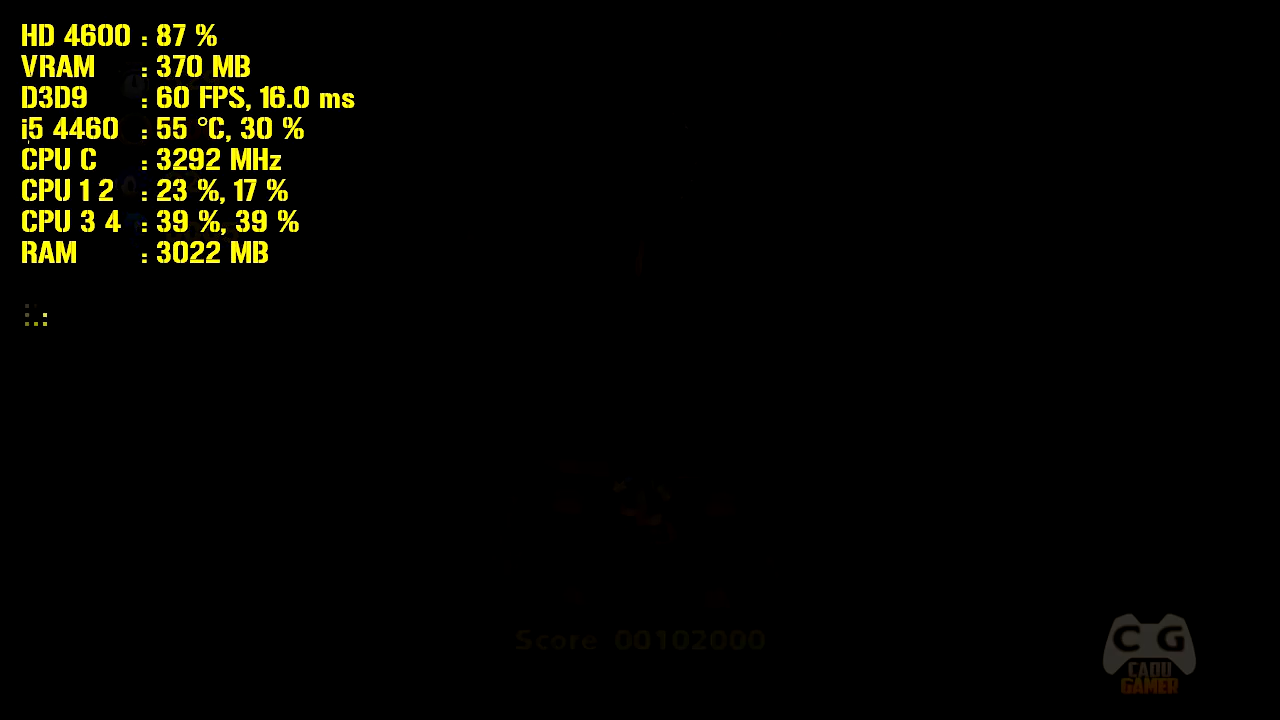 HD 4600 : 87 %
VRAM : 370 MB
D3D9 : 60 FPS, 16.0 ms
i5 4460 : 55 °C, 30 %
CPU C : 3292 MHz
CPU 1 2 : 23 %, 17 %
CPU 3 4 : 39 %, 39 %
RAM : 3022 MB
Score 00102000
C G
CADU
GAMER